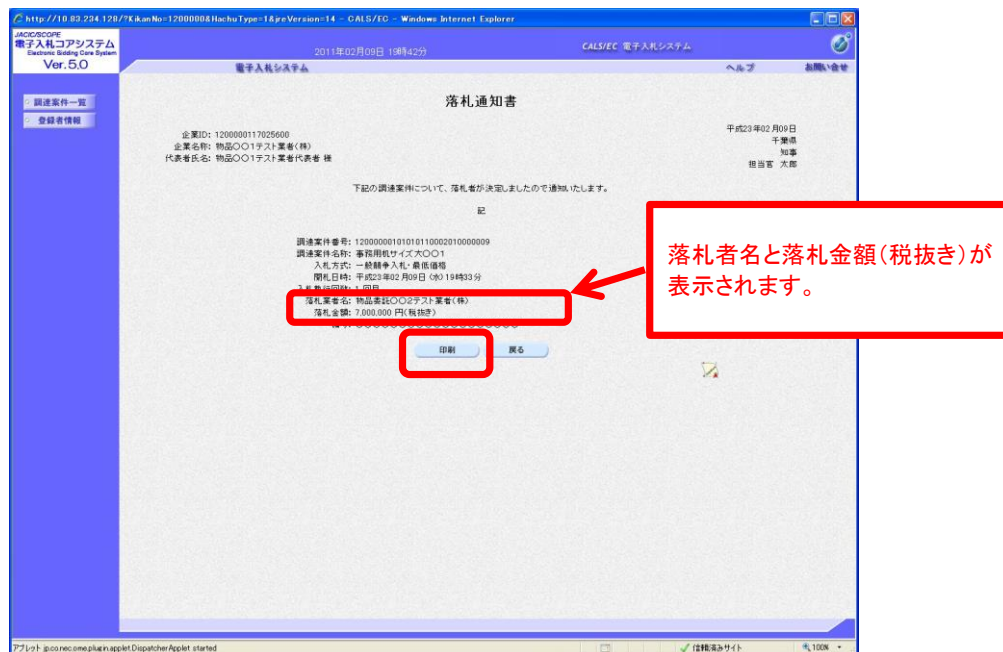 http://10.83.234.128/?KikanNo=1200000&HachuType=1&jreVersion=14 - CALS/EC - Windows Internet Explorer
JACIC/SCOPE
電子入札コアシステム
Electronic Bidding Core System
Ver.5.0
2011年02月09日 19時42分
CALS/EC 電子入札システム
電子入札システム
ヘルプ
お問い合せ
調達案件一覧
登録者情報
落札通知書
平成23年02月09日
千葉県
知事
担当官 太郎
企業ID: 1200000117025600
企業名称: 物品〇〇1テスト業者(株)
代表者氏名: 物品〇〇1テスト業者代表者 様
下記の調達案件について、落札者が決定しましたので通知いたします。
記
調達案件番号: 1200000010101011000201000000​9
調達案件名称: 事務用机サイズ大〇〇1
入札方式: 一般競争入札・最低価格
開札日時: 平成23年02月09日 (水) 19時33分
入札執行回数: 1 回目
落札業者名: 物品委託〇〇2テスト業者(株)
落札金額: 7,000,000 円(税抜き)
印刷
戻る
落札者名と落札金額(税抜き)が
表示されます。
アプレット jp.co.nec.ome.plugin.applet.DispatcherApplet started
信頼済みサイト
100%